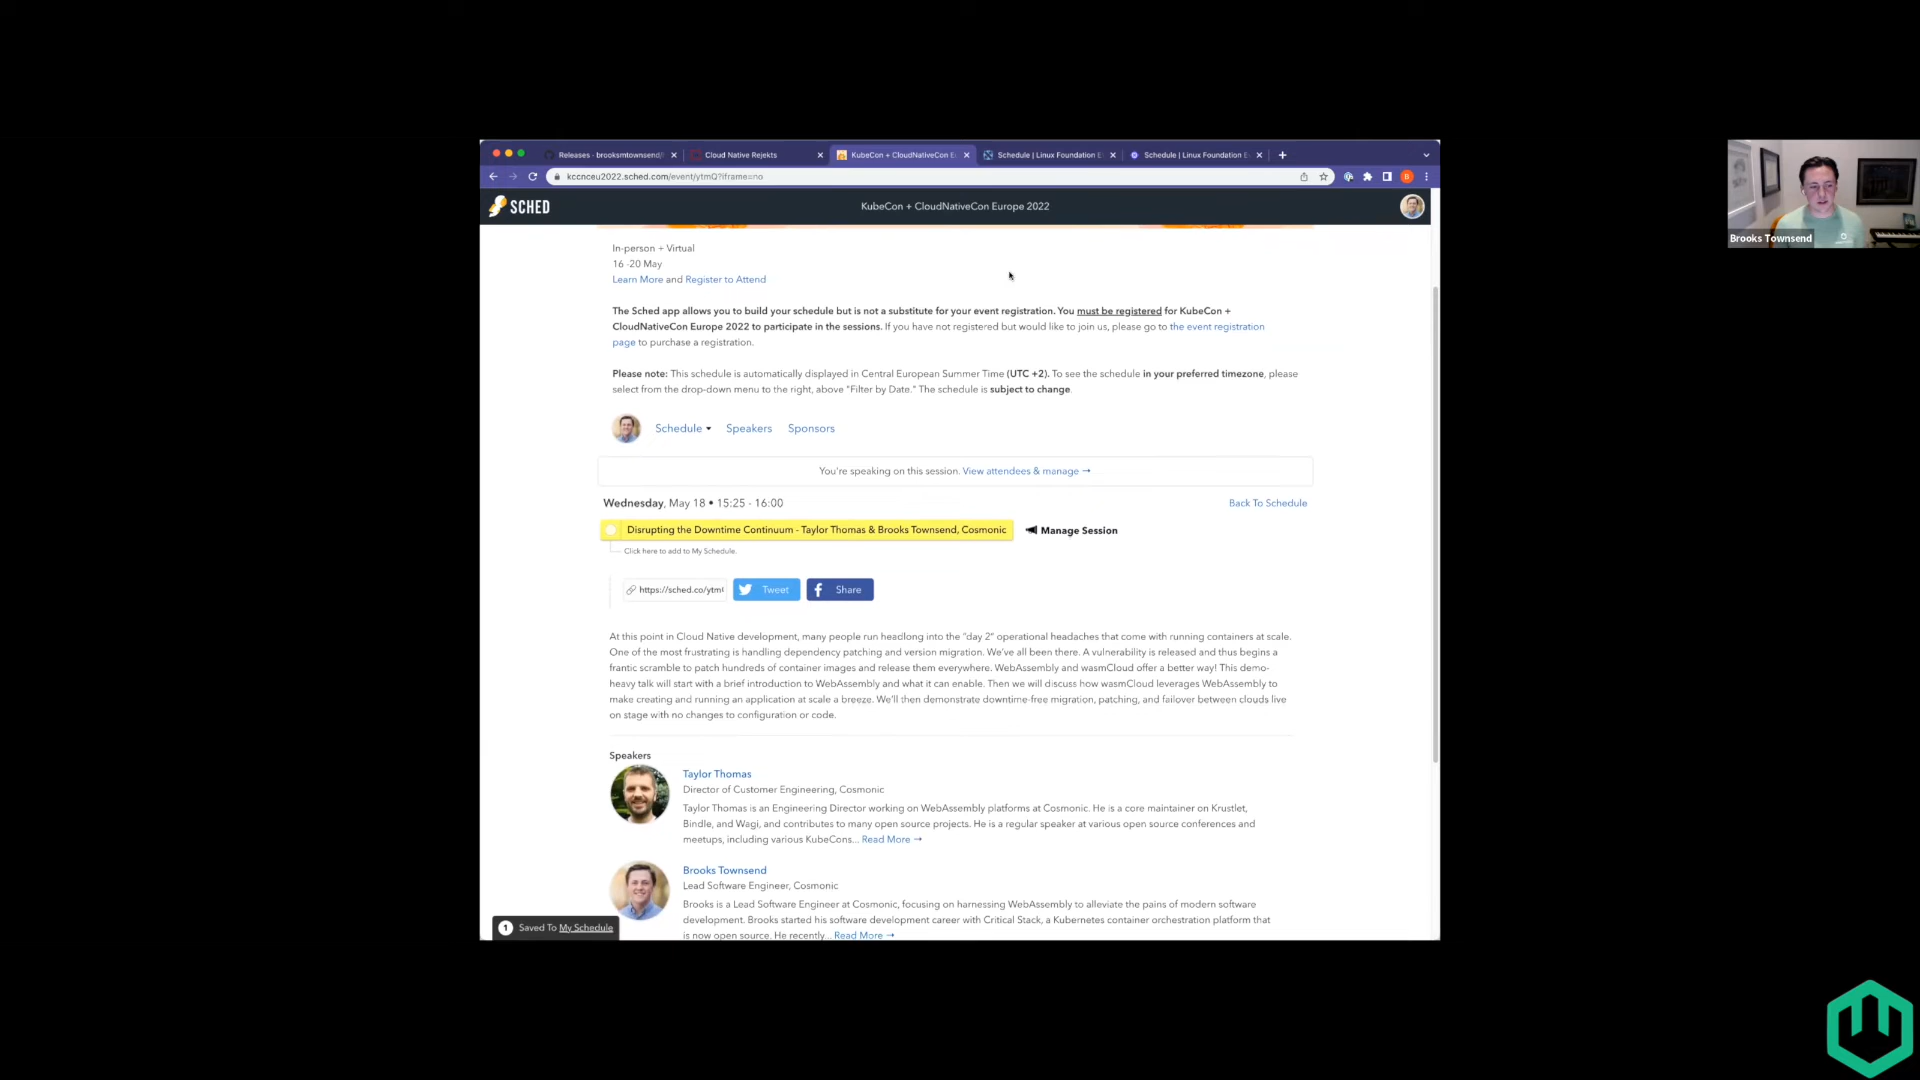 Releases · brooksmtownsend/
Cloud Native Rejekts
KubeCon + CloudNativeCon E
Schedule | Linux Foundation E
Schedule | Linux Foundation E
kccnceu2022.sched.com/event/ytmQ?iframe=no
SCHED
KubeCon + CloudNativeCon Europe 2022
In-person + Virtual
16 -20 May
Learn More and Register to Attend
The Sched app allows you to build your schedule but is not a substitute for your event registration. You must be registered for KubeCon +
CloudNativeCon Europe 2022 to participate in the sessions. If you have not registered but would like to join us, please go to the event registration
page to purchase a registration.
Please note: This schedule is automatically displayed in Central European Summer Time (UTC +2). To see the schedule in your preferred timezone, please
select from the drop-down menu to the right, above "Filter by Date." The schedule is subject to change.
Schedule Speakers Sponsors
You're speaking on this session. View attendees & manage →
Wednesday, May 18 • 15:25 - 16:00
Back To Schedule
Disrupting the Downtime Continuum - Taylor Thomas & Brooks Townsend, Cosmonic
Manage Session
Click here to add to My Schedule.
https://sched.co/ytm
Tweet
Share
At this point in Cloud Native development, many people run headlong into the "day 2" operational headaches that come with running containers at scale.
One of the most frustrating is handling dependency patching and version migration. We've all been there. A vulnerability is released and thus begins a
frantic scramble to patch hundreds of container images and release them everywhere. WebAssembly and wasmCloud offer a better way! This demo-
heavy talk will start with a brief introduction to WebAssembly and what it can enable. Then we will discuss how wasmCloud leverages WebAssembly to
make creating and running an application at scale a breeze. We'll then demonstrate downtime-free migration, patching, and failover between clouds live
on stage with no changes to configuration or code.
Speakers
Taylor Thomas
Director of Customer Engineering, Cosmonic
Taylor Thomas is an Engineering Director working on WebAssembly platforms at Cosmonic. He is a core maintainer on Krustlet,
Bindle, and Wagi, and contributes to many open source projects. He is a regular speaker at various open source conferences and
meetups, including various KubeCons... Read More →
Brooks Townsend
Lead Software Engineer, Cosmonic
Brooks is a Lead Software Engineer at Cosmonic, focusing on harnessing WebAssembly to alleviate the pains of modern software
development. Brooks started his software development career with Critical Stack, a Kubernetes container orchestration platform that
is now open source. He recently... Read More →
1 Saved To My Schedule
Brooks Townsend